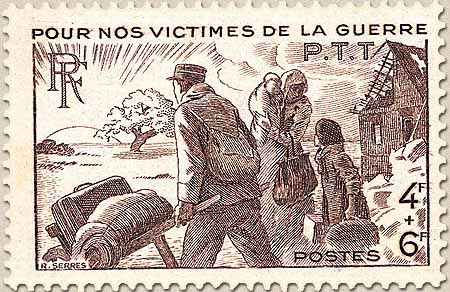 POUR NOS VICTIMES DE LA GUERRE
RF
P.T.T
4F
+
6F
POSTES
R. SERRES